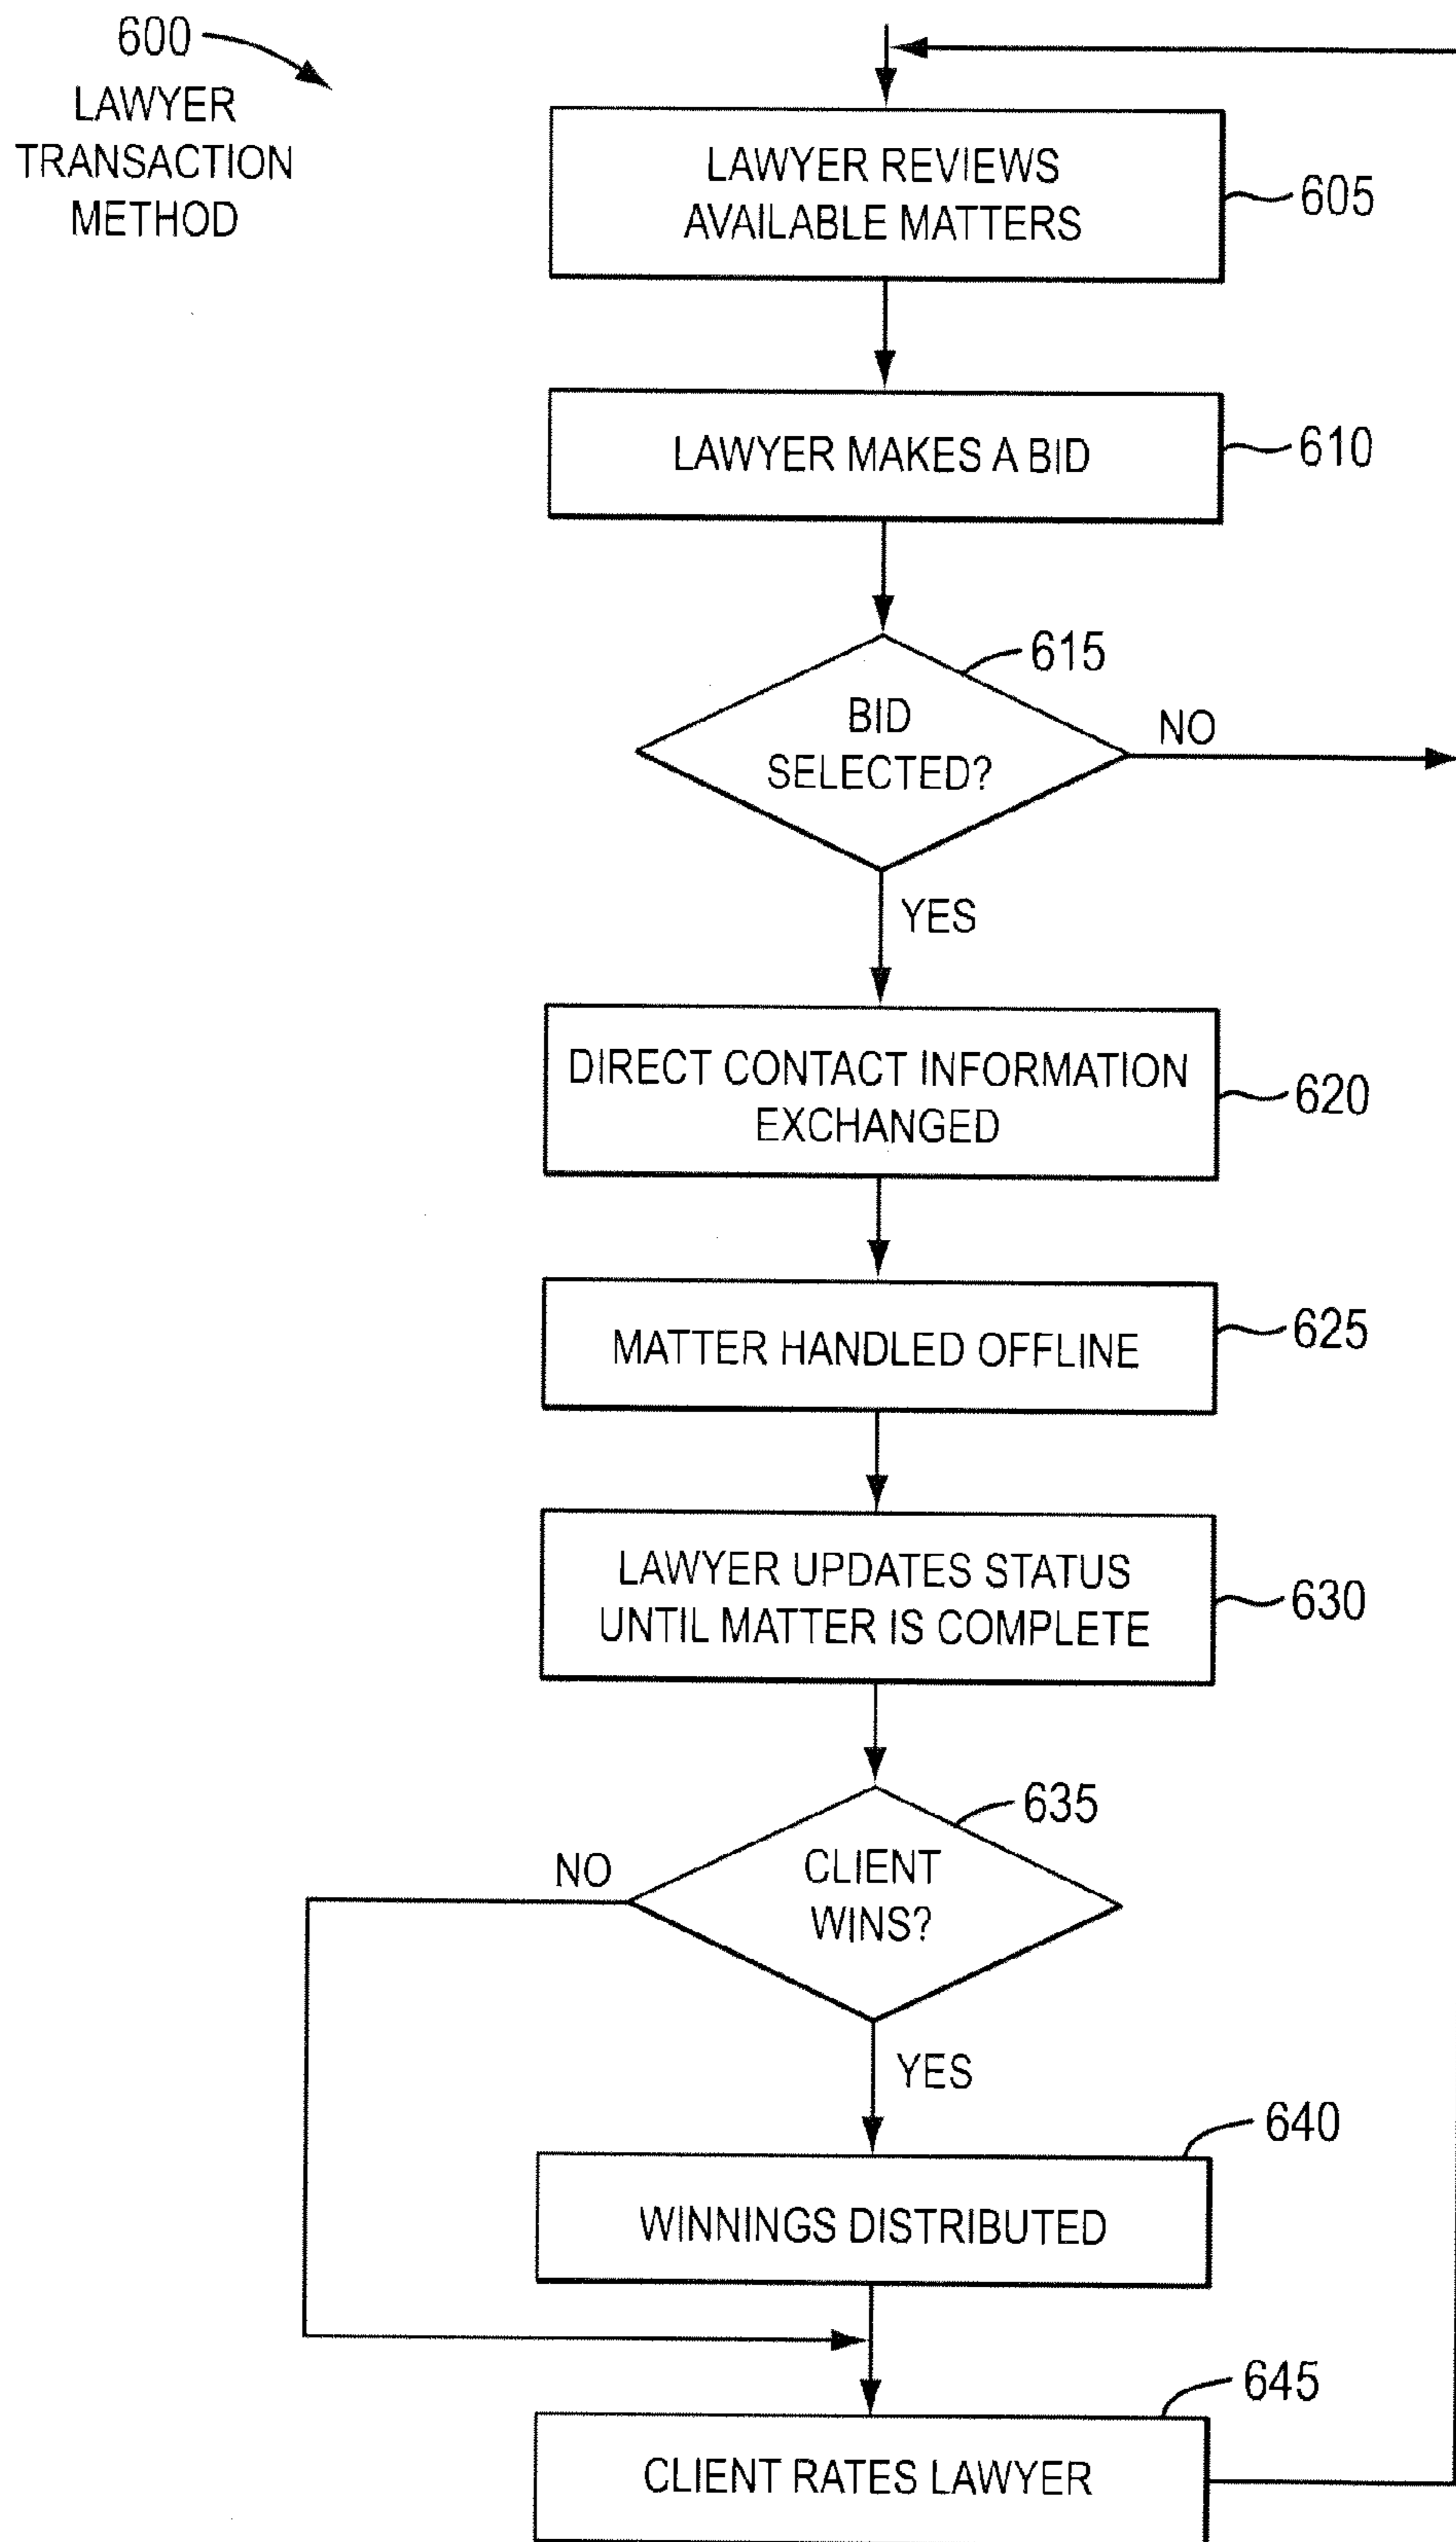 600
LAWYER
TRANSACTION
METHOD
LAWYER REVIEWS
AVAILABLE MATTERS
605
LAWYER MAKES A BID
610
615
BID
SELECTED?
NO
YES
DIRECT CONTACT INFORMATION
EXCHANGED
620
MATTER HANDLED OFFLINE
625
LAWYER UPDATES STATUS
UNTIL MATTER IS COMPLETE
630
635
CLIENT
WINS?
NO
YES
640
WINNINGS DISTRIBUTED
645
CLIENT RATES LAWYER